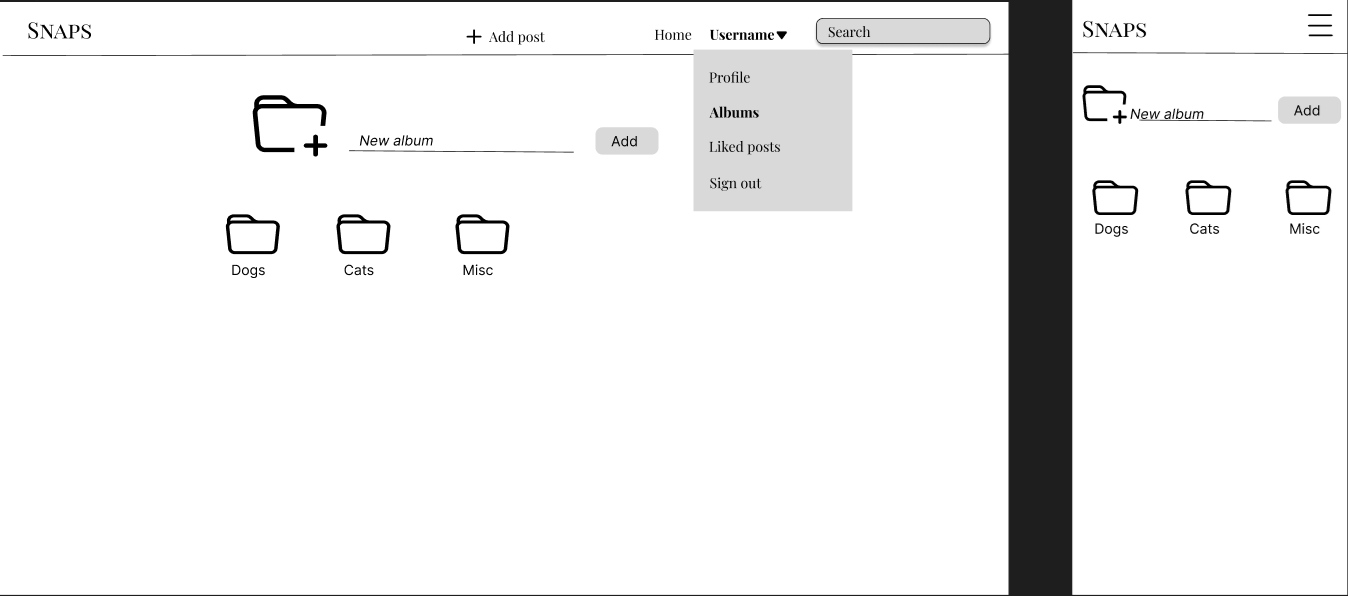 Snaps
Add post
Home
Username
Search
Profile
Albums
Liked posts
Sign out
New album
Add
Dogs
Cats
Misc
Snaps
New album
Add
Dogs
Cats
Misc